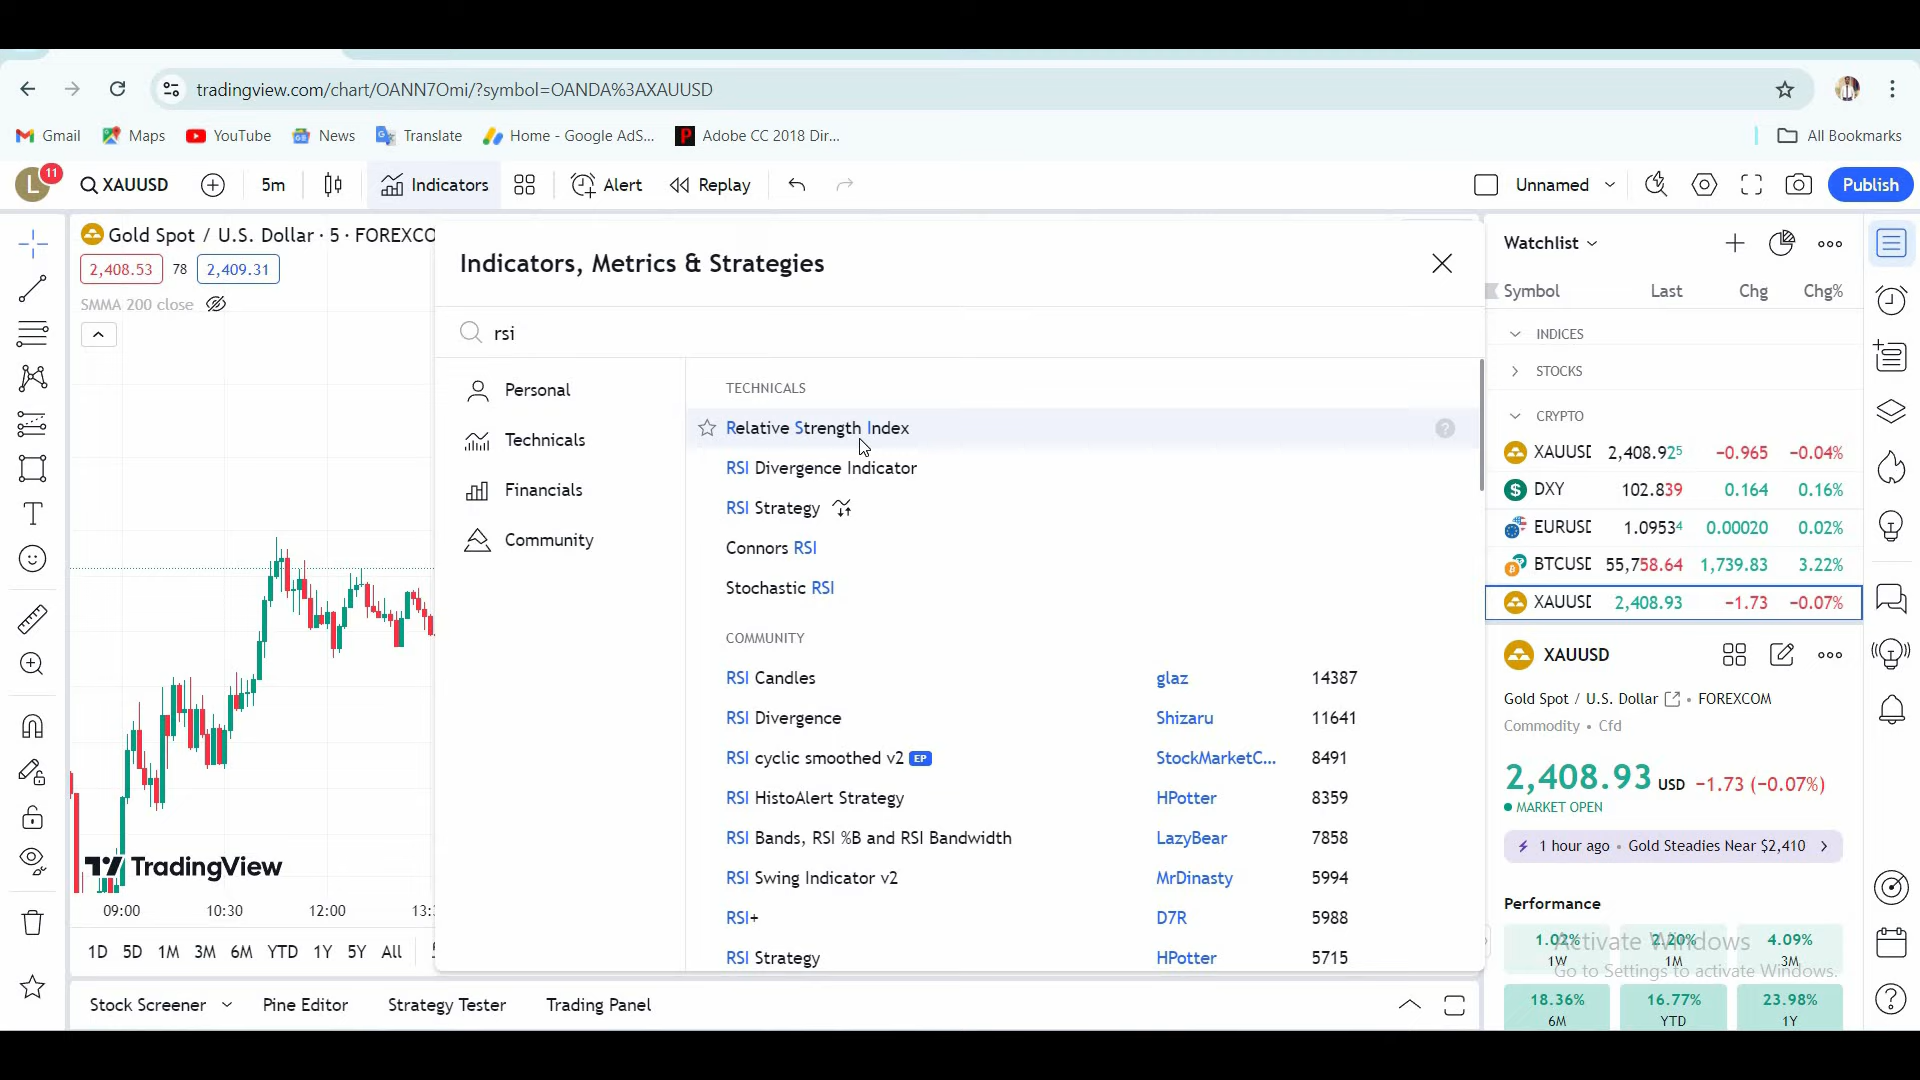 tradingview.com/chart/OANN7Omi/?symbol=OANDA%3AXAUUSD
Gmail Maps YouTube News Translate Home - Google AdS... Adobe CC 2018 Dir... All Bookmarks
L 11 XAUUSD 5m Indicators Alert Replay Unnamed Publish
Gold Spot / U.S. Dollar · 5 · FOREXCO
2,408.53 78 2,409.31
SMMA 200 close
Indicators, Metrics & Strategies
rsi
Personal
Technicals
Financials
Community
TECHNICALS
Relative Strength Index
RSI Divergence Indicator
RSI Strategy
Connors RSI
Stochastic RSI
COMMUNITY
RSI Candles glaz 14387
RSI Divergence Shizaru 11641
RSI cyclic smoothed v2 EP StockMarketC... 8491
RSI HistoAlert Strategy HPotter 8359
RSI Bands, RSI %B and RSI Bandwidth LazyBear 7858
RSI Swing Indicator v2 MrDinasty 5994
RSI+ D7R 5988
RSI Strategy HPotter 5715
TradingView
09:00 10:30 12:00 13:
1D 5D 1M 3M 6M YTD 1Y 5Y All
Stock Screener Pine Editor Strategy Tester Trading Panel
Watchlist
Symbol Last Chg Chg%
INDICES
STOCKS
CRYPTO
XAUUSD 2,408.925 −0.965 −0.04%
DXY 102.839 0.164 0.16%
EURUSD 1.09534 0.00020 0.02%
BTCUSD 55,758.64 1,739.83 3.22%
XAUUSD 2,408.93 −1.73 −0.07%
XAUUSD
Gold Spot / U.S. Dollar • FOREXCOM
Commodity • Cfd
2,408.93 USD −1.73 (−0.07%)
MARKET OPEN
1 hour ago • Gold Steadies Near $2,410
Performance
1.02% 2.20% 4.09%
1W 1M 3M
18.36% 16.77% 23.98%
6M YTD 1Y
Activate Windows
Go to Settings to activate Windows.